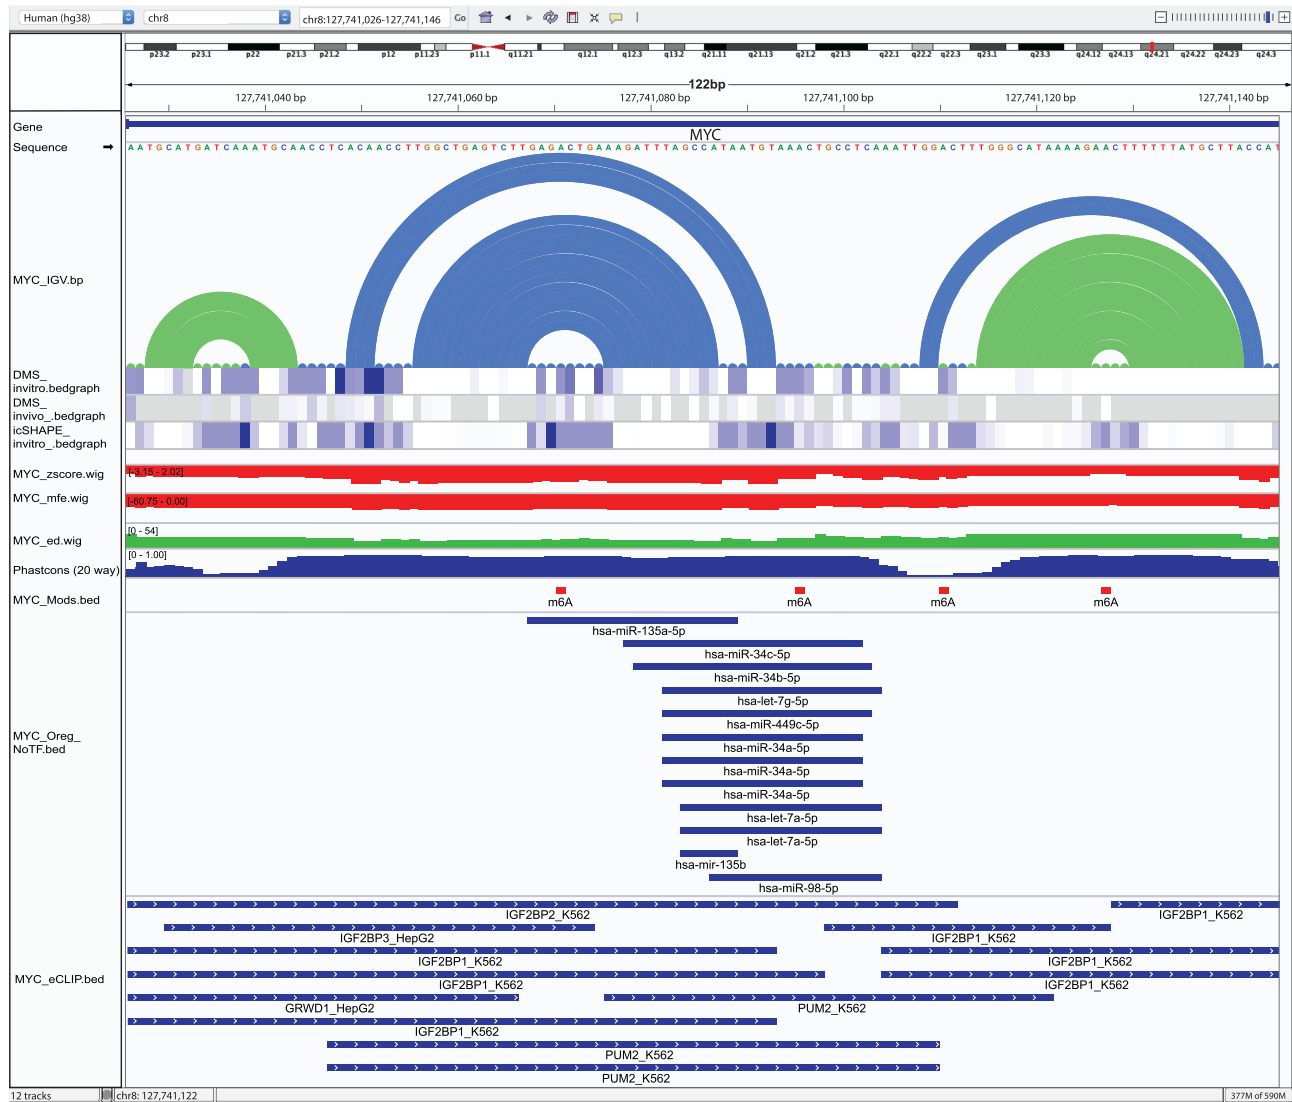 Human (hg38) chr8 chr8:127,741,026-127,741,146 Go
p23.2 p23.1 p22 p21.3 p21.2 p12 p11.23 p11.1 q11.21 q12.1 q12.3 q13.2 q21.11 q21.13 q21.2 q21.3 q22.1 q22.2 q22.3 q23.1 q23.3 q24.12 q24.13 q24.21 q24.22 q24.23 q24.3
122bp
127,741,040 bp 127,741,060 bp 127,741,080 bp 127,741,100 bp 127,741,120 bp 127,741,140 bp
Gene
MYC
Sequence
AATGCATGATCAAATGCAACCTCACAACCTTGGCTGAGTCTTGAGACTGAAAGATTTAGCCATAATGTAAACTGCCTCAAATTGGACTTTGGGCATAAAAGAACTTTTTTATGCTTACCAT
MYC_IGV.bp
DMS_
invitro.bedgraph
DMS_
invivo_.bedgraph
icSHAPE_
invitro_.bedgraph
MYC_zscore.wig [-3.15 - 2.02]
MYC_mfe.wig [-60.75 - 0.00]
MYC_ed.wig [0 - 54]
Phastcons (20 way) [0 - 1.00]
MYC_Mods.bed
m6A m6A m6A m6A
hsa-miR-135a-5p
hsa-miR-34c-5p
hsa-miR-34b-5p
hsa-let-7g-5p
hsa-miR-449c-5p
MYC_Oreg_
NoTF.bed
hsa-miR-34a-5p
hsa-miR-34a-5p
hsa-miR-34a-5p
hsa-let-7a-5p
hsa-let-7a-5p
hsa-mir-135b
hsa-miR-98-5p
IGF2BP2_K562 IGF2BP1_K562
IGF2BP3_HepG2 IGF2BP1_K562
IGF2BP1_K562 IGF2BP1_K562
MYC_eCLIP.bed
IGF2BP1_K562 IGF2BP1_K562
GRWD1_HepG2 PUM2_K562
IGF2BP1_K562
PUM2_K562
PUM2_K562
12 tracks chr8: 127,741,122 377M of 590M